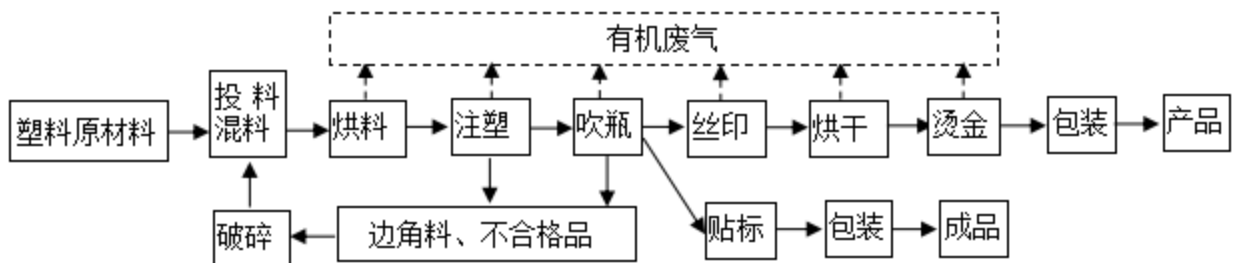 有机废气
塑料原材料
投料
混料
烘料
注塑
吹瓶
丝印
烘干
烫金
包装
产品
破碎
边角料、不合格品
贴标
包装
成品